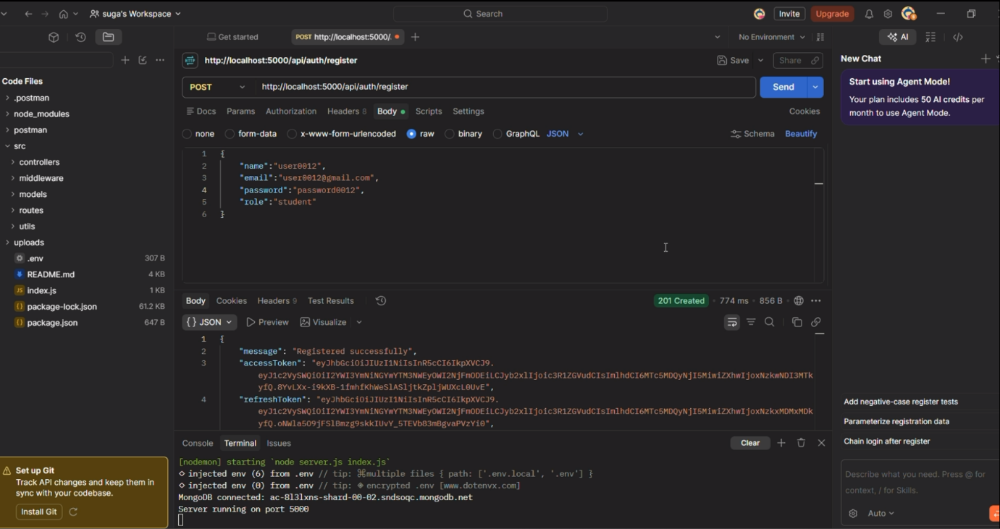 suga's Workspace
Search
Invite
Upgrade
Get started
POST http://localhost:5000/.
No Environment
AI
http://localhost:5000/api/auth/register
Save
Share
New Chat
Code Files
.postman
node_modules
postman
src
controllers
middleware
models
routes
utils
uploads
.env 307 B
README.md 4 KB
JS index.js 1 KB
package-lock.json 61.2 KB
package.json 647 B
Set up Git
Track API changes and keep them in
sync with your codebase.
Install Git
HTTP
POST http://localhost:5000/api/auth/register
Send
Docs Params Authorization Headers 8 Body Scripts Settings Cookies
none form-data x-www-form-urlencoded raw binary GraphQL JSON Schema Beautify
1 {
2 "name":"user0012",
3 "email":"user0012@gmail.com",
4 "password":"password0012",
5 "role":"student"
6 }
Body Cookies Headers 9 Test Results 201 Created 774 ms 856 B
{} JSON Preview Visualize
1 {
2 "message": "Registered successfully",
3 "accessToken": "eyJhbGciOiJIUzI1NiIsInR5cCI6IkpXVCJ9.
4 "refreshToken": "eyJhbGciOiJIUzI1NiIsInR5cCI6IkpXVCJ9.
Console Terminal Issues Clear
[nodemon] starting `node server.js index.js`
◇ injected env (6) from .env // tip: ⌘multiple files { path: ['.env.local', '.env'] }
◇ injected env (0) from .env // tip: ◈ encrypted .env [www.dotenvx.com]
MongoDB connected: ac-8l3lxns-shard-00-02.sndsoqc.mongodb.net
Server running on port 5000
Start using Agent Mode!
Your plan includes 50 AI credits per
month to use Agent Mode.
Add negative-case register tests
Parameterize registration data
Chain login after register
Describe what you need. Press @ for
context, / for Skills.
Auto